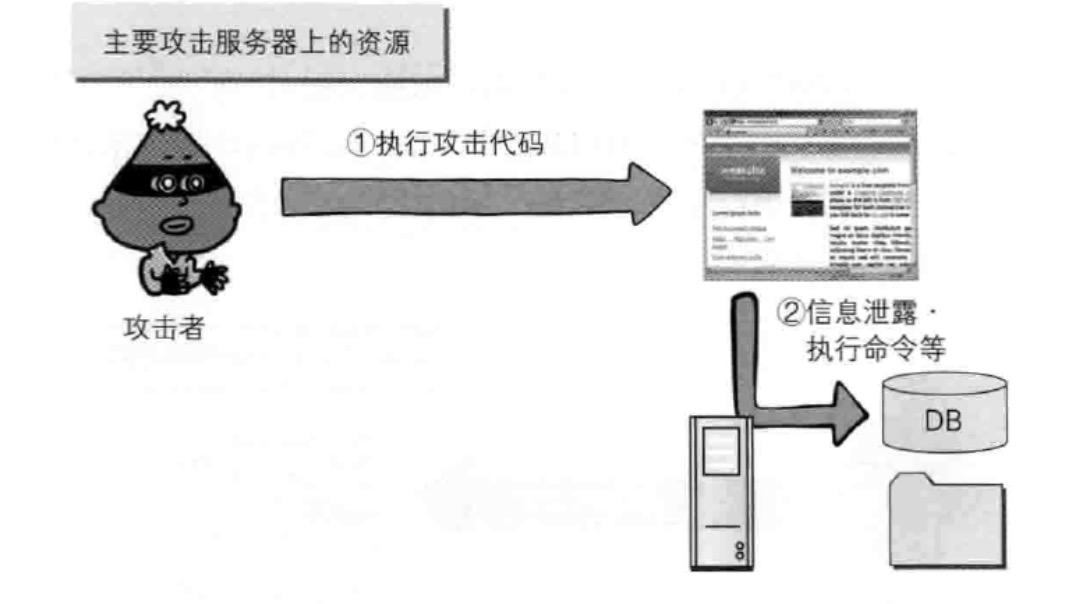 主要攻击服务器上的资源
①执行攻击代码
Welcome to example.com
攻击者
②信息泄露·
执行命令等
DB